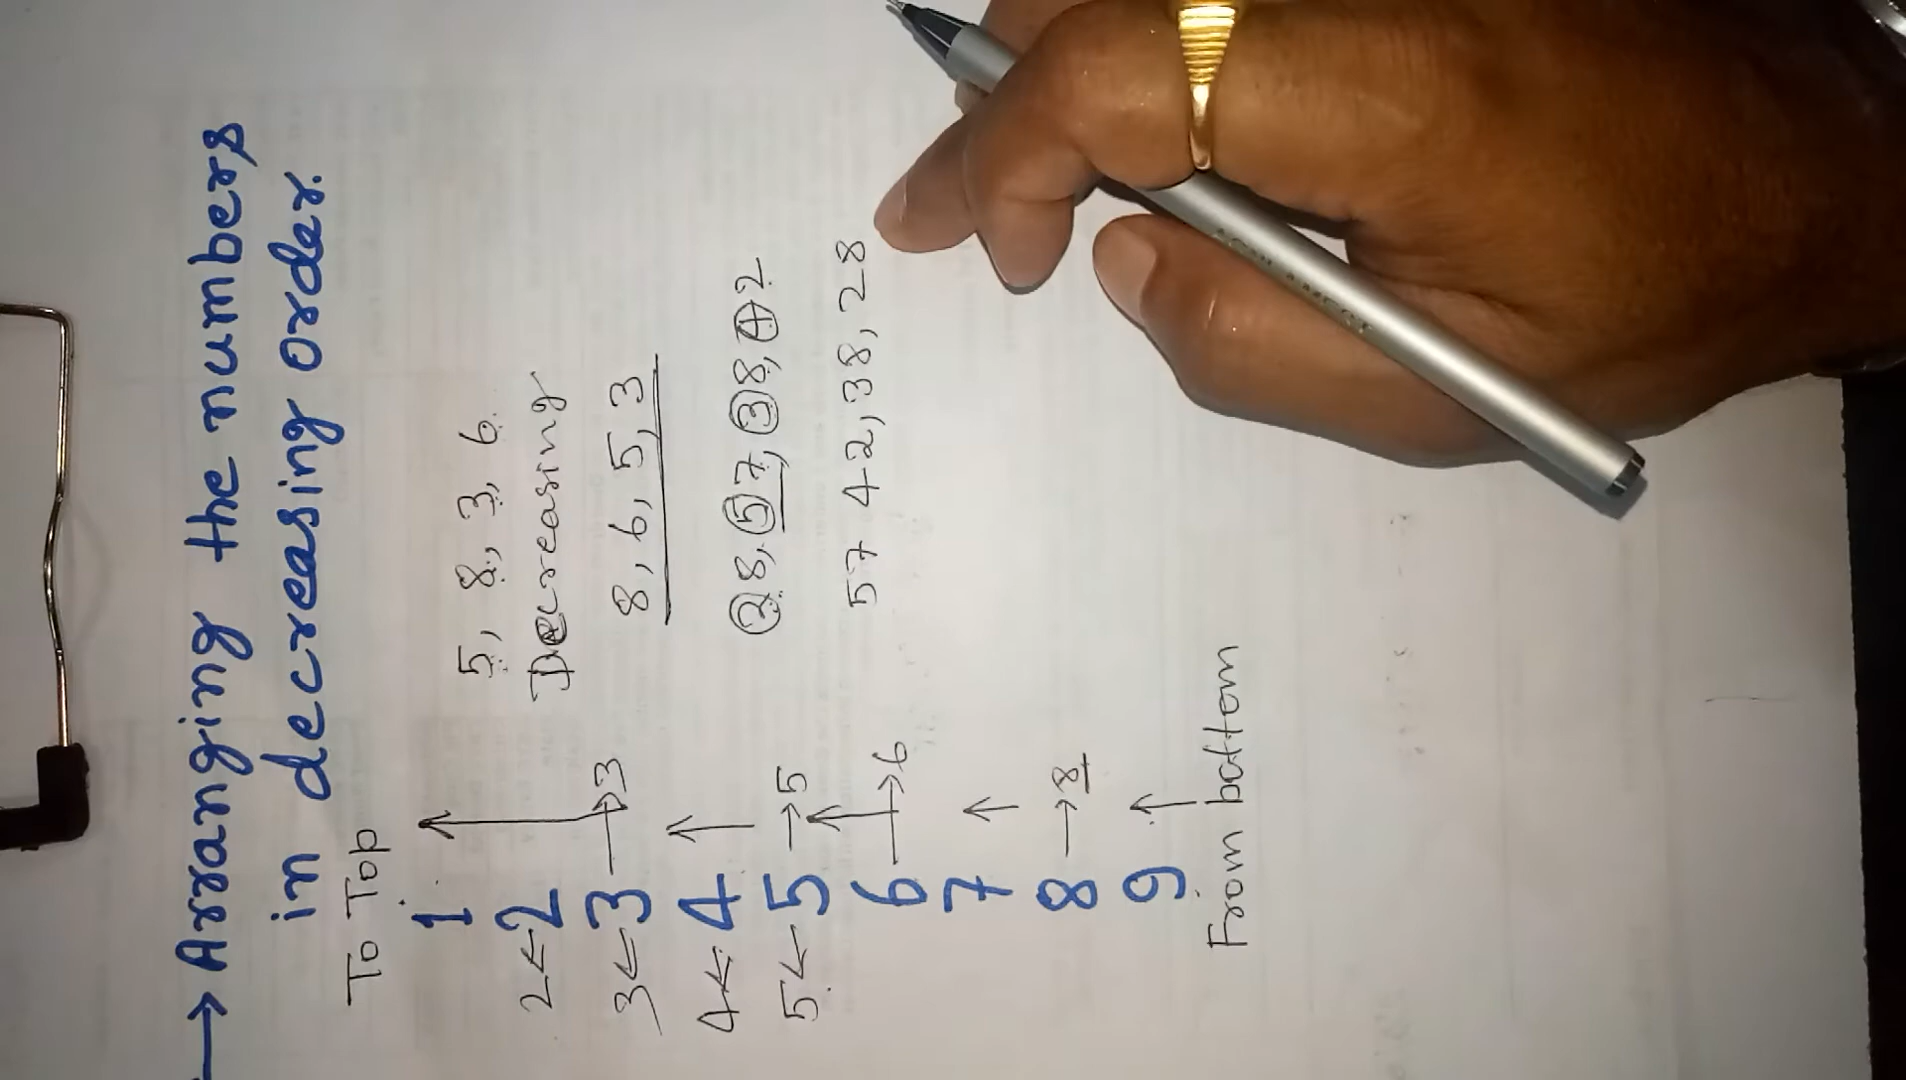 → Arranging the numbers
in decreasing order.
To Top
1
2 ← 2
3 ← 3 → 3
4 ← 4
5 ← 5 → 5
6 → 6
7
8 → 8
9
From bottom
5, 8, 3, 6
Decreasing
8, 6, 5, 3
28, 57, 38, 42
57 42, 38, 28